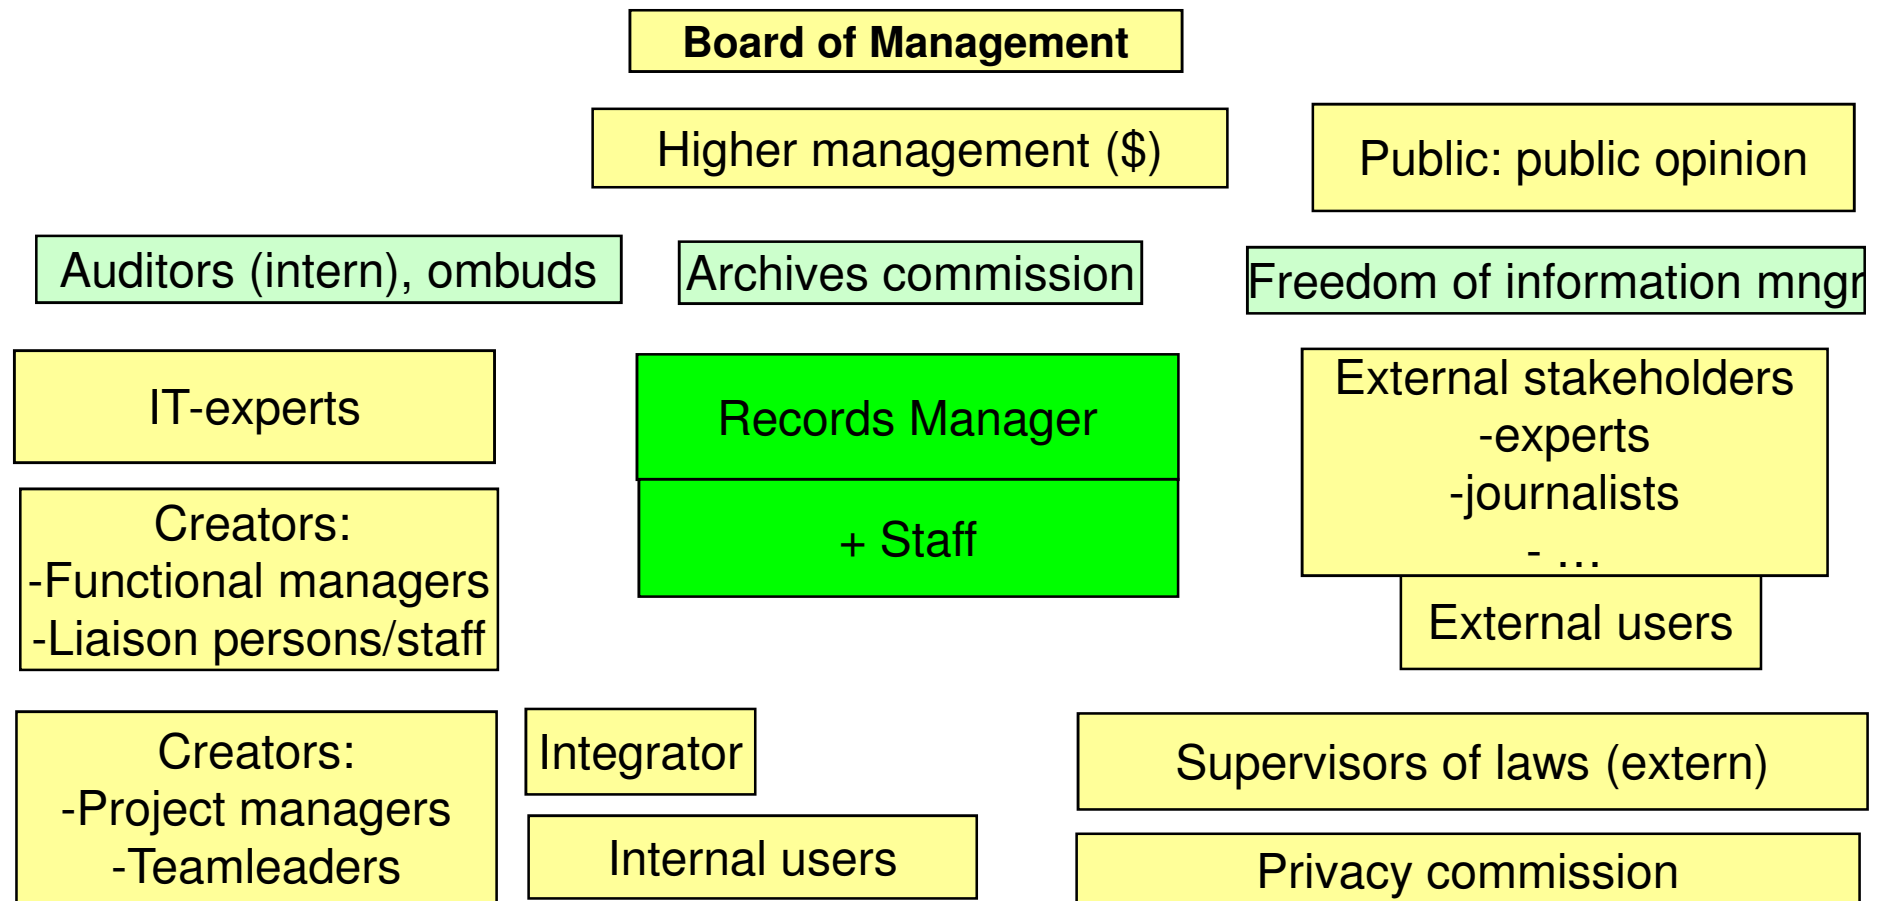 Board of Management
Higher management ($)
Public: public opinion
Auditors (intern), ombuds
Archives commission
Freedom of information mngr
IT-experts
Records Manager
+ Staff
External stakeholders
-experts
-journalists
- …
External users
Creators:
-Functional managers
-Liaison persons/staff
Creators:
-Project managers
-Teamleaders
Integrator
Internal users
Supervisors of laws (extern)
Privacy commission